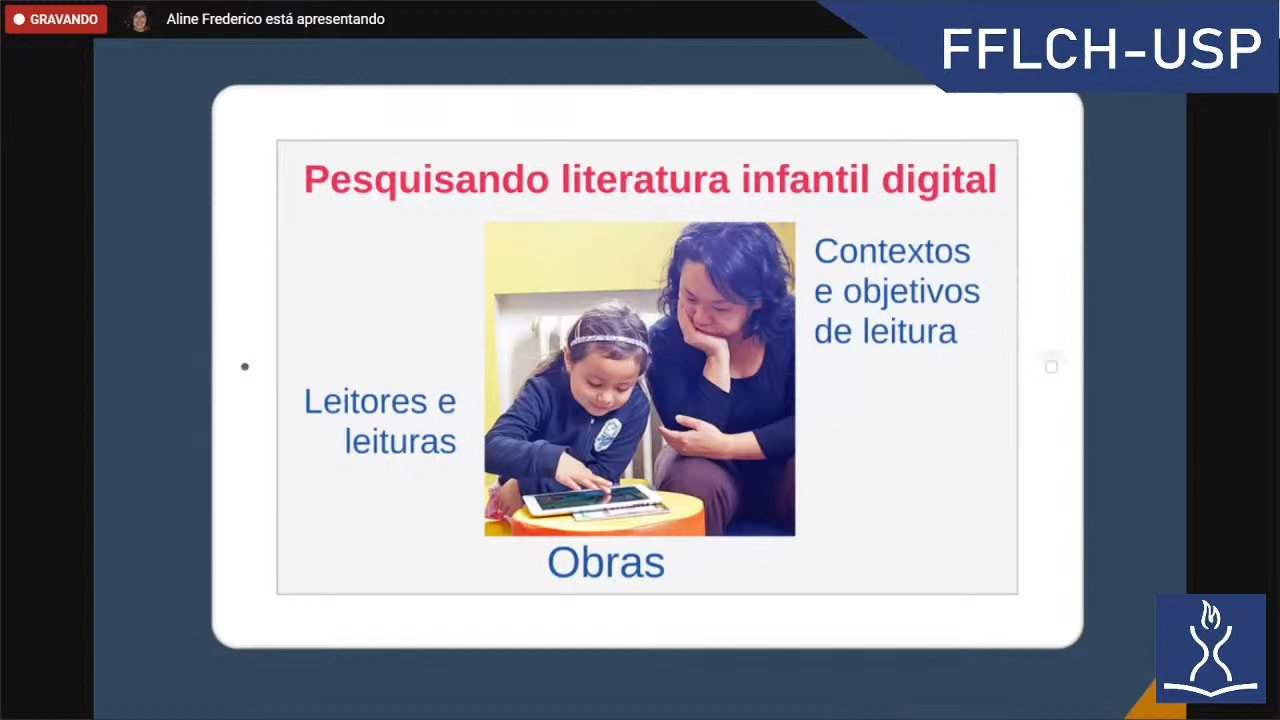 GRAVANDO
Aline Frederico está apresentando
FFLCH-USP
Pesquisando literatura infantil digital
Contextos
e objetivos
de leitura
Leitores e
leituras
Obras